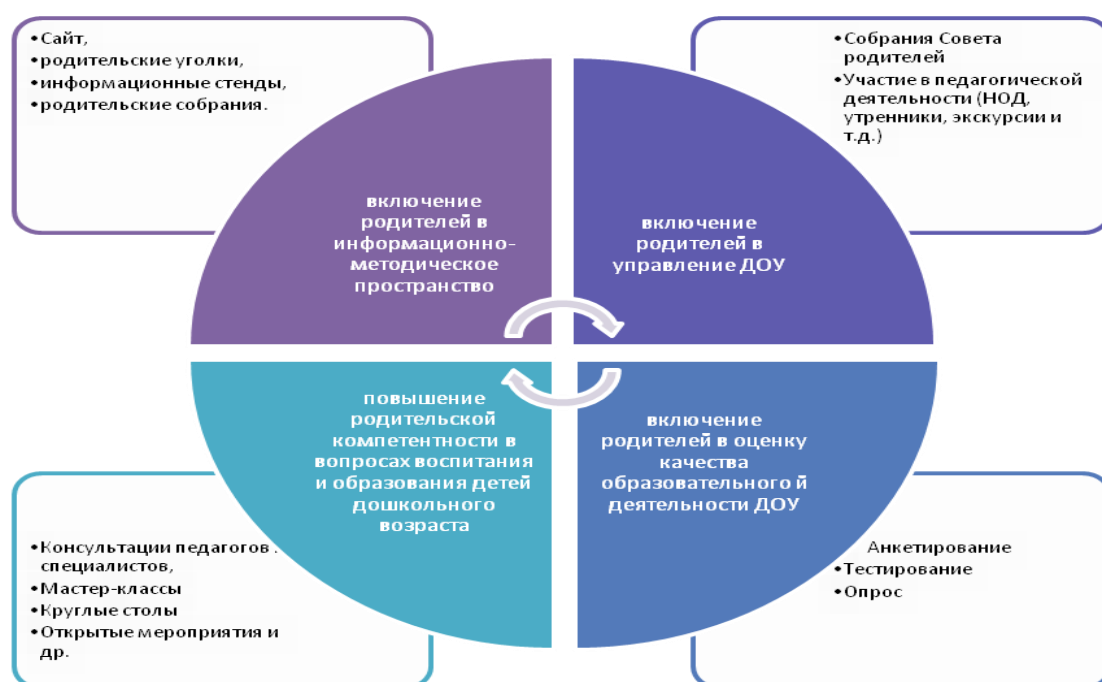 •Сайт,
•родительские уголки,
•информационные стенды,
•родительские собрания.
•Собрания Совета
родителей
•Участие в педагогической
деятельности (НОД,
утренники, экскурсии и
т.д.)
включение
родителей в
информационно-
методическое
пространство
включение
родителей в
управление ДОУ
повышение
родительской
компетентности в
вопросах воспитания
и образования детей
дошкольного
возраста
включение
родителей в оценку
качества
образовательного й
деятельности ДОУ
•Консультации педагогов
специалистов,
•Мастер-классы
•Круглые столы
•Открытые мероприятия и
др.
Анкетирование
•Тестирование
•Опрос